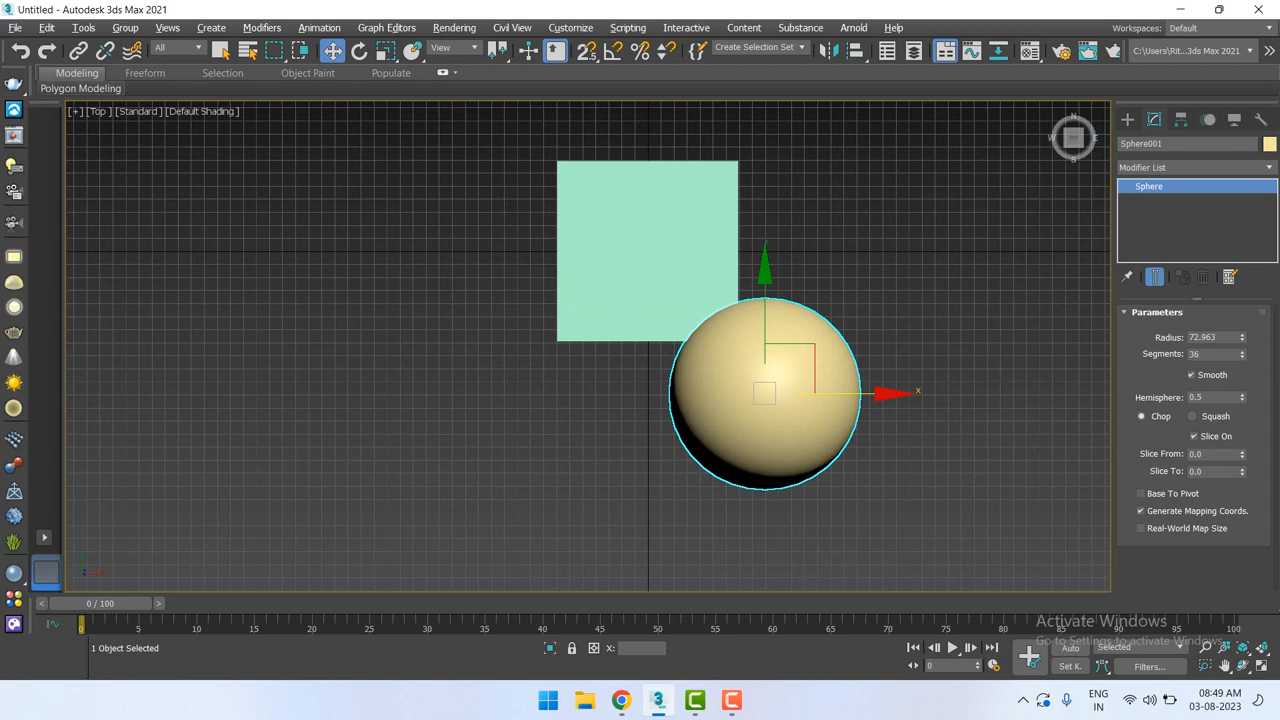 Untitled - Autodesk 3ds Max 2021
File Edit Tools Group Views Create Modifiers Animation Graph Editors Rendering Civil View Customize Scripting Interactive Content Substance Arnold Help
Workspaces: Default
All View Create Selection Set C:\Users\Rit...3ds Max 2021
Modeling Freeform Selection Object Paint Populate
Polygon Modeling
[+] [Top ] [Standard ] [Default Shading ]
N
W E
S
Sphere001
Modifier List
Sphere
Parameters
Radius: 72.963
Segments: 36
Smooth
Hemisphere: 0.5
Chop Squash
Slice On
Slice From: 0.0
Slice To: 0.0
Base To Pivot
Generate Mapping Coords.
Real-World Map Size
x
0 / 100
0 5 10 15 20 25 30 35 40 45 50 55 60 65 70 75 80 85 90 95 100
Activate Windows
Go to Settings to activate Windows.
1 Object Selected
X:
Auto Selected
0
Set K. Filters...
ENG
IN
08:49 AM
03-08-2023